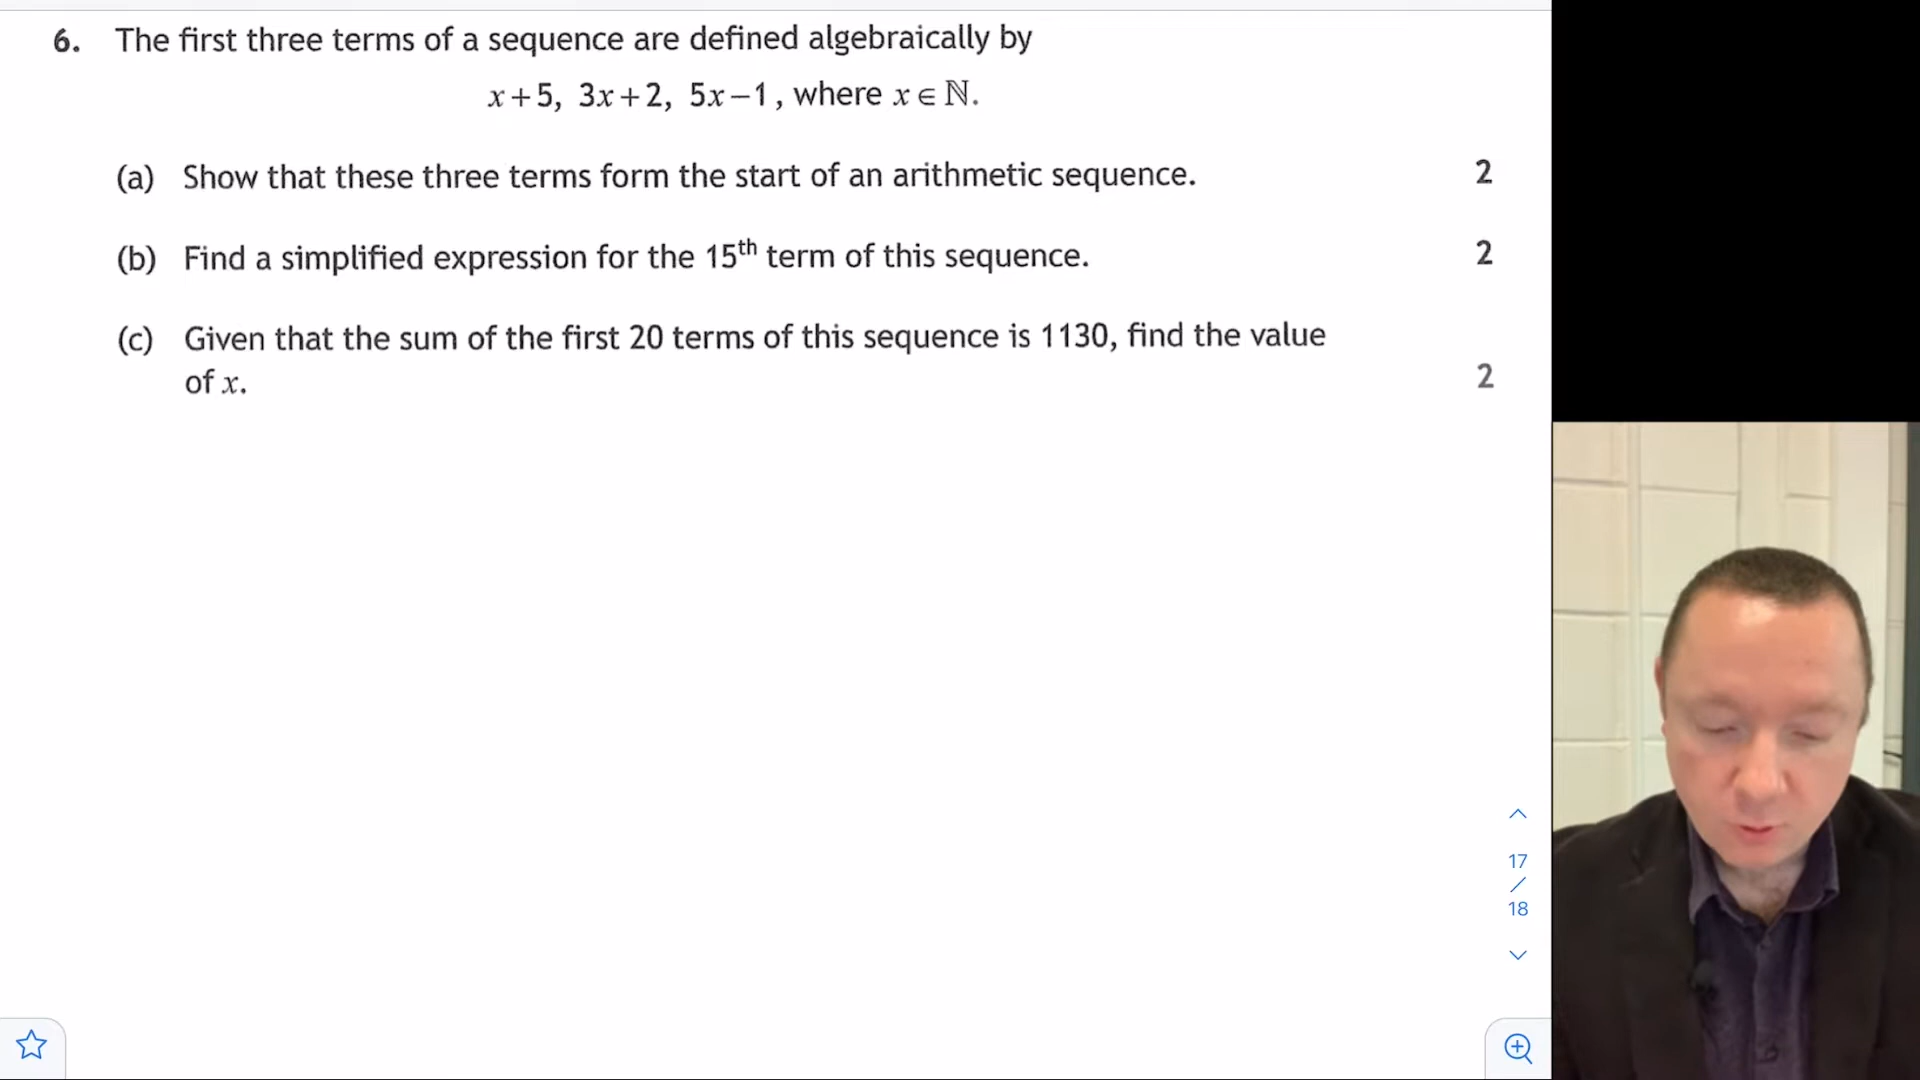 6. The first three terms of a sequence are defined algebraically by
x+5, 3x+2, 5x−1, where x∈ℕ.
(a) Show that these three terms form the start of an arithmetic sequence. 2
(b) Find a simplified expression for the 15th term of this sequence. 2
(c) Given that the sum of the first 20 terms of this sequence is 1130, find the value
of x. 2
17
/
18